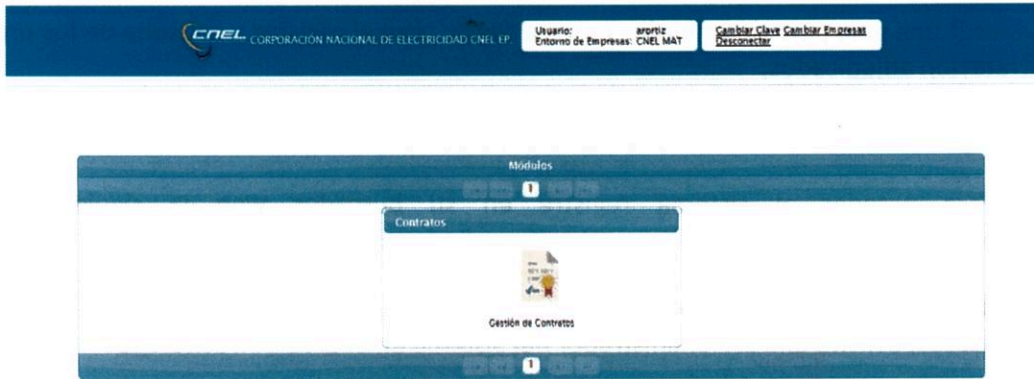 CNEL CORPORACIÓN NACIONAL DE ELECTRICIDAD CNEL EP.
Usuario: arortiz
Entorno de Empresas: CNEL MAT
Cambiar Clave Cambiar Empresas
Desconectar
Módulos
1
Contratos
Gestión de Contratos
1